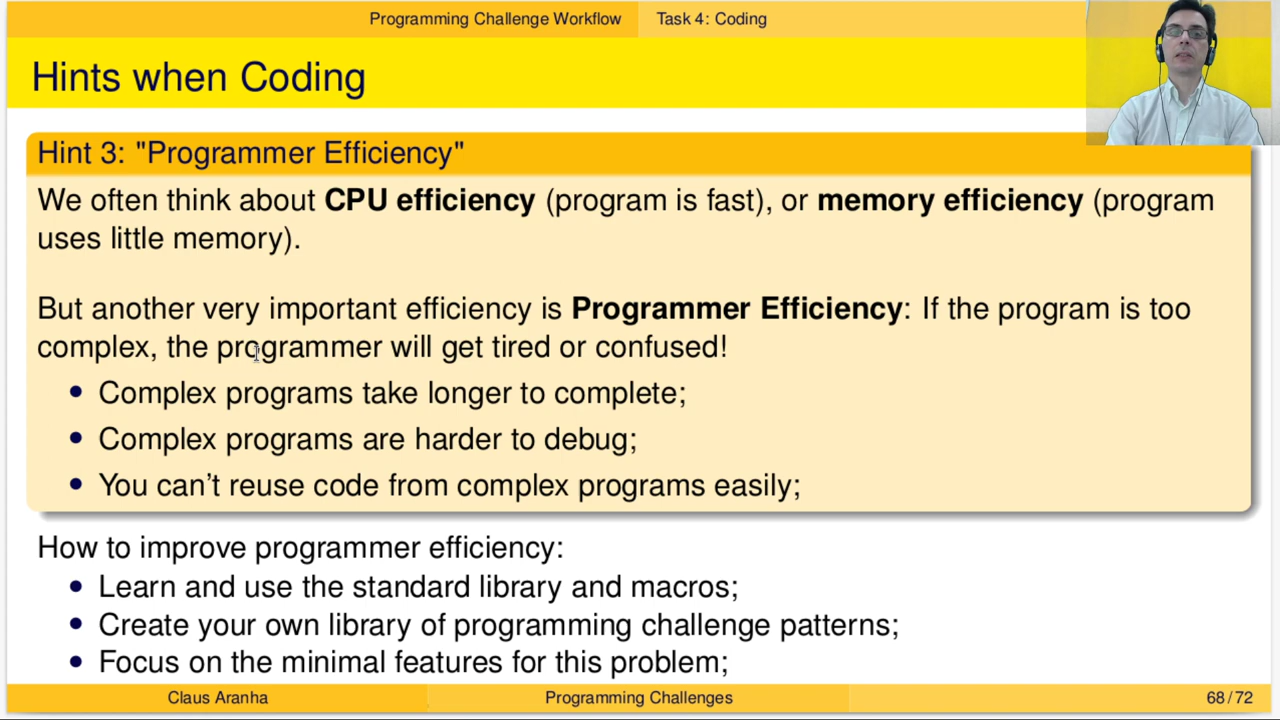 Programming Challenge Workflow Task 4: Coding
Hints when Coding
Hint 3: "Programmer Efficiency"
We often think about CPU efficiency (program is fast), or memory efficiency (program
uses little memory).
But another very important efficiency is Programmer Efficiency: If the program is too
complex, the programmer will get tired or confused!
• Complex programs take longer to complete;
• Complex programs are harder to debug;
• You can't reuse code from complex programs easily;
How to improve programmer efficiency:
• Learn and use the standard library and macros;
• Create your own library of programming challenge patterns;
• Focus on the minimal features for this problem;
Claus Aranha Programming Challenges 68/72